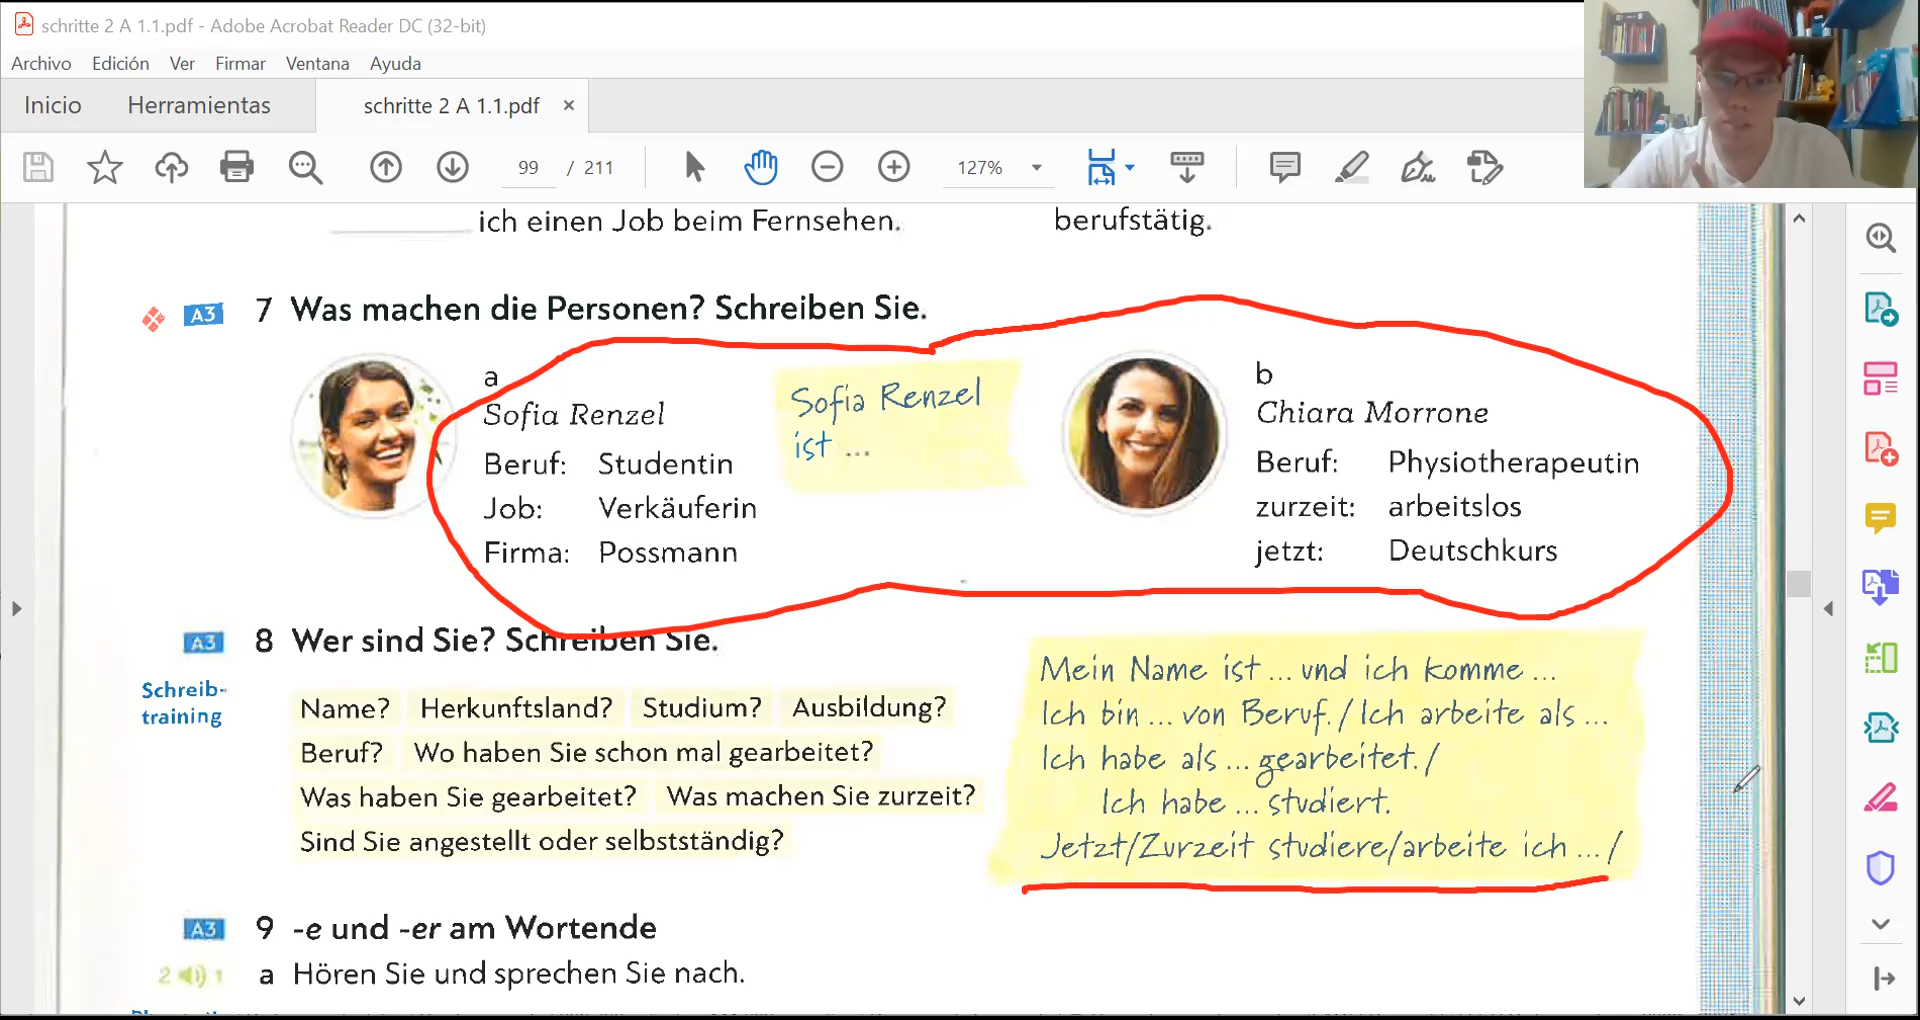 schritte 2 A 1.1.pdf - Adobe Acrobat Reader DC (32-bit)
Archivo Edición Ver Firmar Ventana Ayuda
Inicio Herramientas schritte 2 A 1.1.pdf ×
99 / 211 127%
ich einen Job beim Fernsehen. berufstätig.
A3 7 Was machen die Personen? Schreiben Sie.
a
Sofia Renzel
Beruf: Studentin
Job: Verkäuferin
Firma: Possmann
Sofia Renzel
ist ...
b
Chiara Morrone
Beruf: Physiotherapeutin
zurzeit: arbeitslos
jetzt: Deutschkurs
A3 8 Wer sind Sie? Schreiben Sie.
Schreib-
training
Name? Herkunftsland? Studium? Ausbildung?
Beruf? Wo haben Sie schon mal gearbeitet?
Was haben Sie gearbeitet? Was machen Sie zurzeit?
Sind Sie angestellt oder selbstständig?
Mein Name ist ... und ich komme ...
Ich bin ... von Beruf. / Ich arbeite als ...
Ich habe als ... gearbeitet. /
Ich habe ... studiert.
Jetzt/Zurzeit studiere/arbeite ich ... /
A3 9 -e und -er am Wortende
2 1 a Hören Sie und sprechen Sie nach.